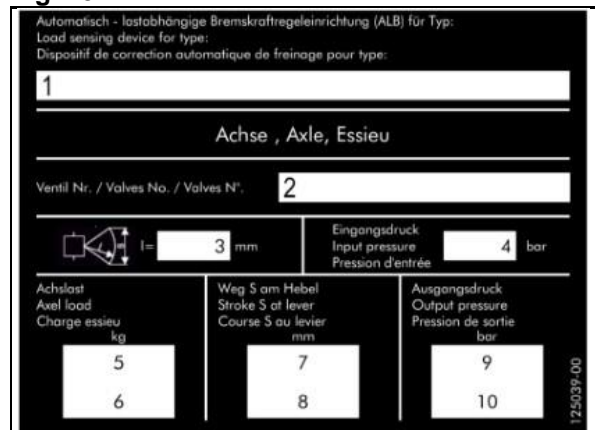 Automatisch - lastabhängige Bremskraftregeleinrichtung (ALB) für Typ:
Load sensing device for type:
Dispositif de correction automatique de freinage pour type:
1
Achse , Axle, Essieu
Ventil Nr. / Valves No. / Valves N°.
2
l=
3
mm
Eingangsdruck
Input pressure
Pression d'entrée
4
bar
Achslast
Axel load
Charge essieu
kg
5
6
Weg S am Hebel
Stroke S at lever
Course S au levier
mm
7
8
Ausgangsdruck
Output pressure
Pression de sortie
bar
9
10
125039-00